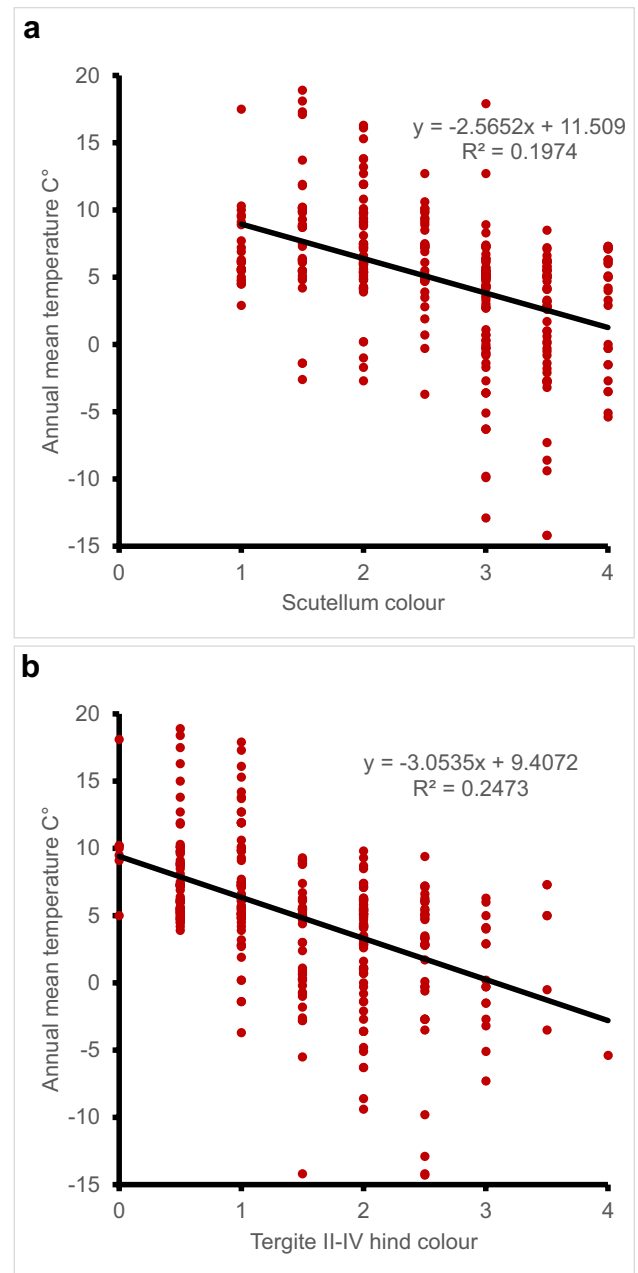 a
20
15
10
5
0
-5
-10
-15
Annual mean temperature C°
y = -2.5652x + 11.509
R² = 0.1974
0 1 2 3 4
Scutellum colour
b
20
15
10
5
0
-5
-10
-15
Annual mean temperature C°
y = -3.0535x + 9.4072
R² = 0.2473
0 1 2 3 4
Tergite II-IV hind colour